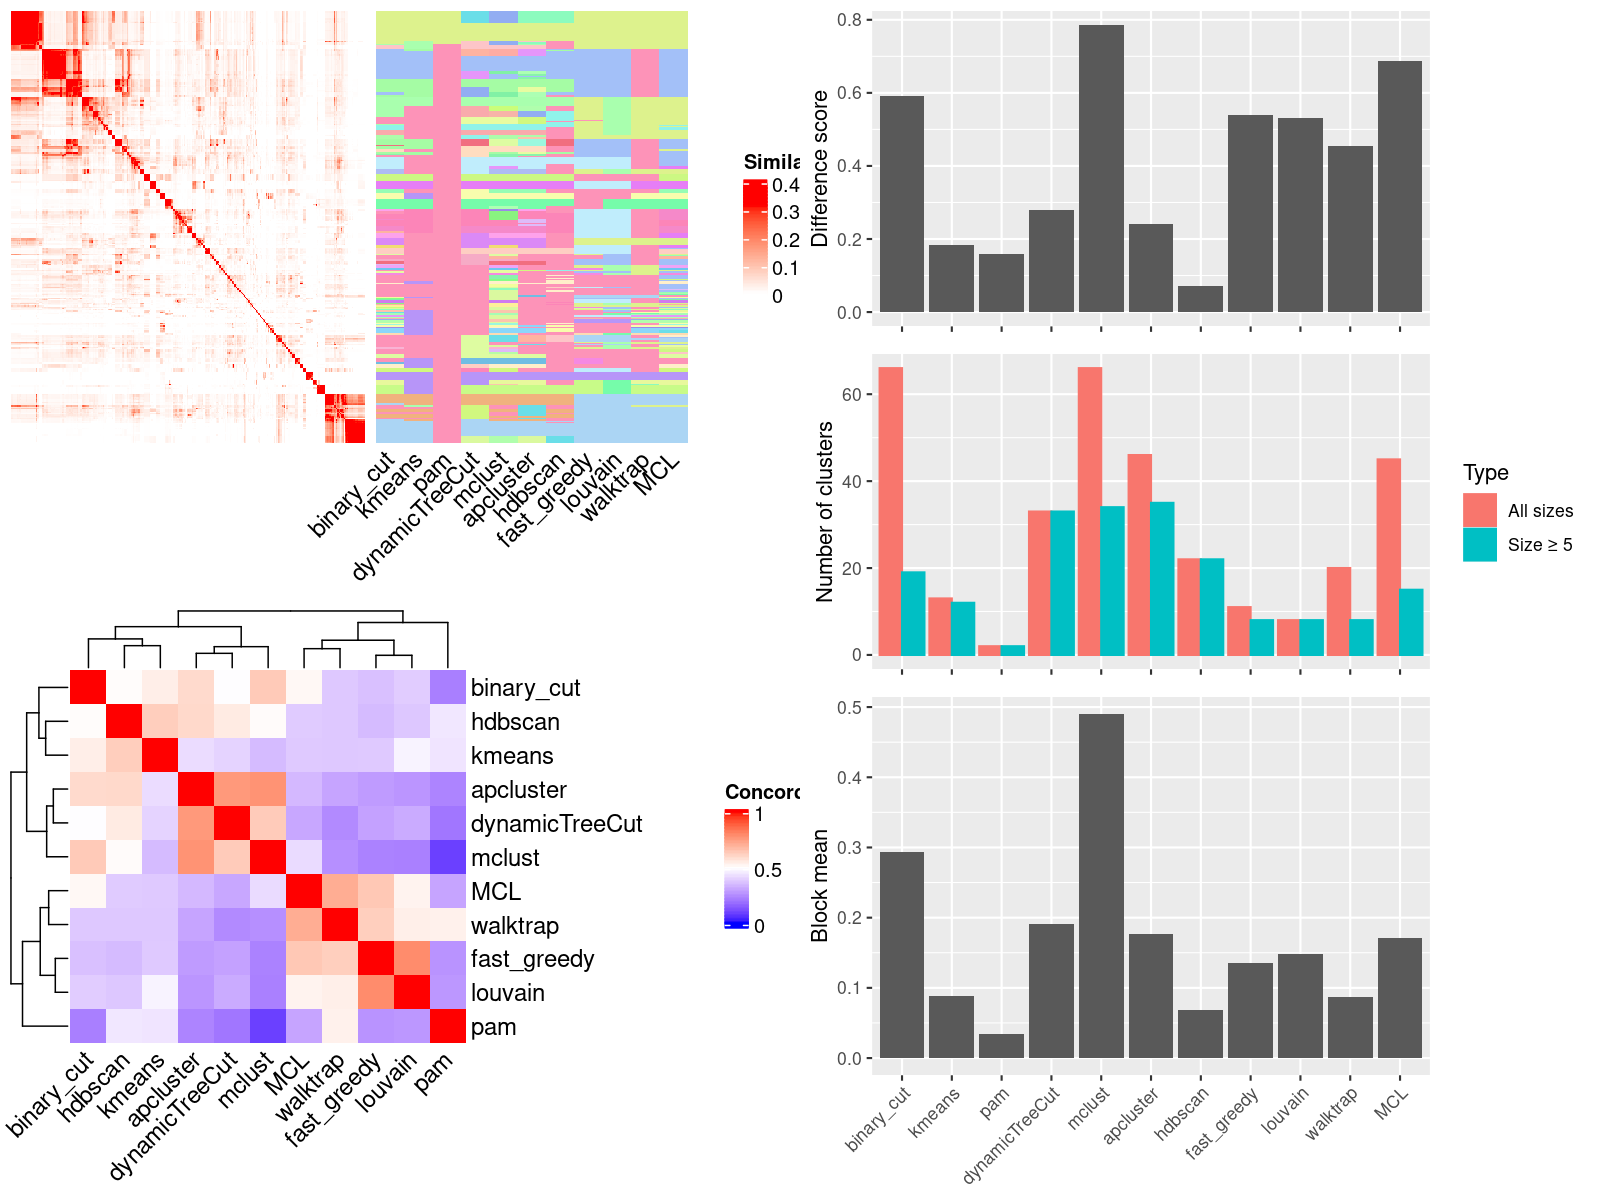 Simila
0.4
0.3
0.2
0.1
0
binary_cut
kmeans
pam
dynamicTreeCut
mclust
apcluster
hdbscan
fast_greedy
louvain
walktrap
MCL
binary_cut
hdbscan
kmeans
apcluster
dynamicTreeCut
mclust
MCL
walktrap
fast_greedy
louvain
pam
binary_cut
hdbscan
kmeans
apcluster
dynamicTreeCut
mclust
MCL
walktrap
fast_greedy
louvain
pam
Concord
1
0.5
0
Difference score
0.8
0.6
0.4
0.2
0.0
Number of clusters
60
40
20
0
Type
All sizes
Size ≥ 5
Block mean
0.5
0.4
0.3
0.2
0.1
0.0
binary_cut
kmeans
pam
dynamicTreeCut
mclust
apcluster
hdbscan
fast_greedy
louvain
walktrap
MCL